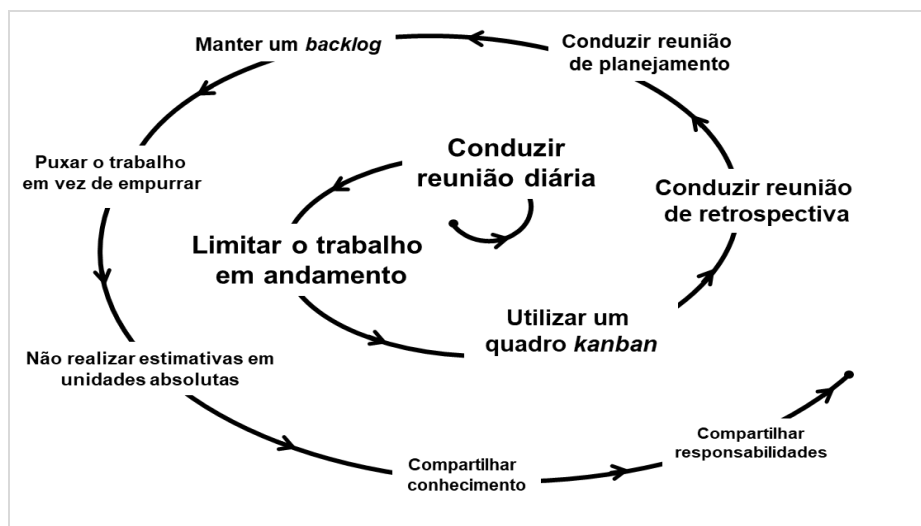 Manter um backlog
Conduzir reunião
de planejamento
Puxar o trabalho
em vez de empurrar
Conduzir
reunião diária
Conduzir reunião
de retrospectiva
Limitar o trabalho
em andamento
Utilizar um
quadro kanban
Não realizar estimativas em
unidades absolutas
Compartilhar
conhecimento
Compartilhar
responsabilidades